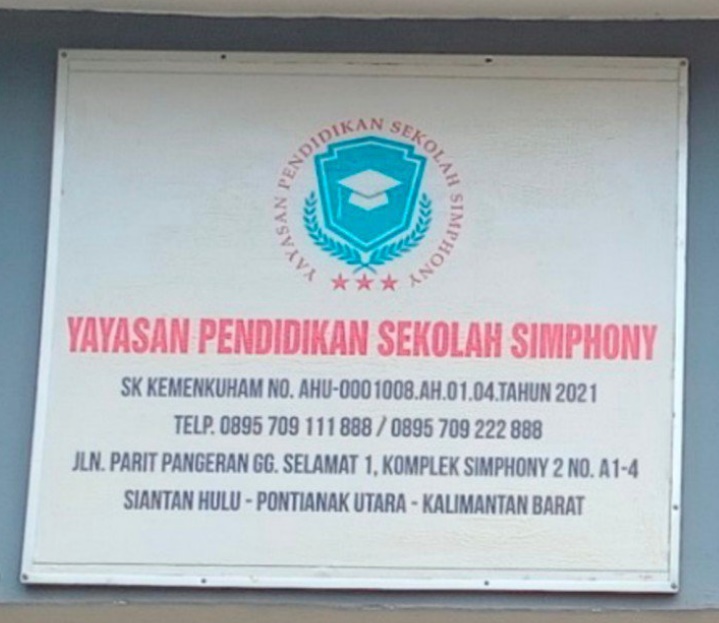 YAYASAN PENDIDIKAN SEKOLAH SIMPHONY
YAYASAN PENDIDIKAN SEKOLAH SIMPHONY
SK KEMENKUHAM NO. AHU-0001008.AH.01.04.TAHUN 2021
TELP. 0895 709 111 888 / 0895 709 222 888
JLN. PARIT PANGERAN GG. SELAMAT 1, KOMPLEK SIMPHONY 2 NO. A1-4
SIANTAN HULU - PONTIANAK UTARA - KALIMANTAN BARAT